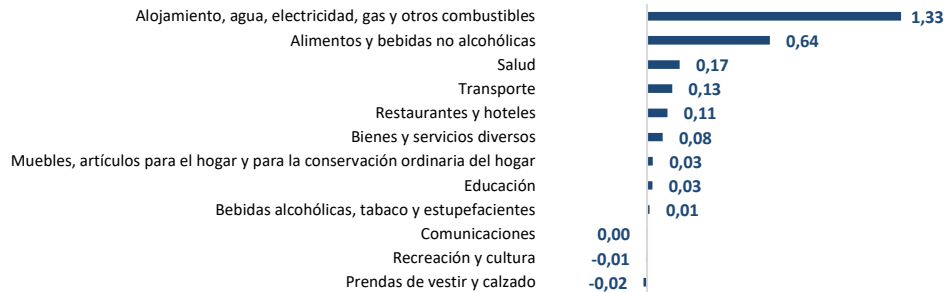 Alojamiento, agua, electricidad, gas y otros combustibles 1,33
Alimentos y bebidas no alcohólicas 0,64
Salud 0,17
Transporte 0,13
Restaurantes y hoteles 0,11
Bienes y servicios diversos 0,08
Muebles, artículos para el hogar y para la conservación ordinaria del hogar 0,03
Educación 0,03
Bebidas alcohólicas, tabaco y estupefacientes 0,01
Comunicaciones 0,00
Recreación y cultura -0,01
Prendas de vestir y calzado -0,02